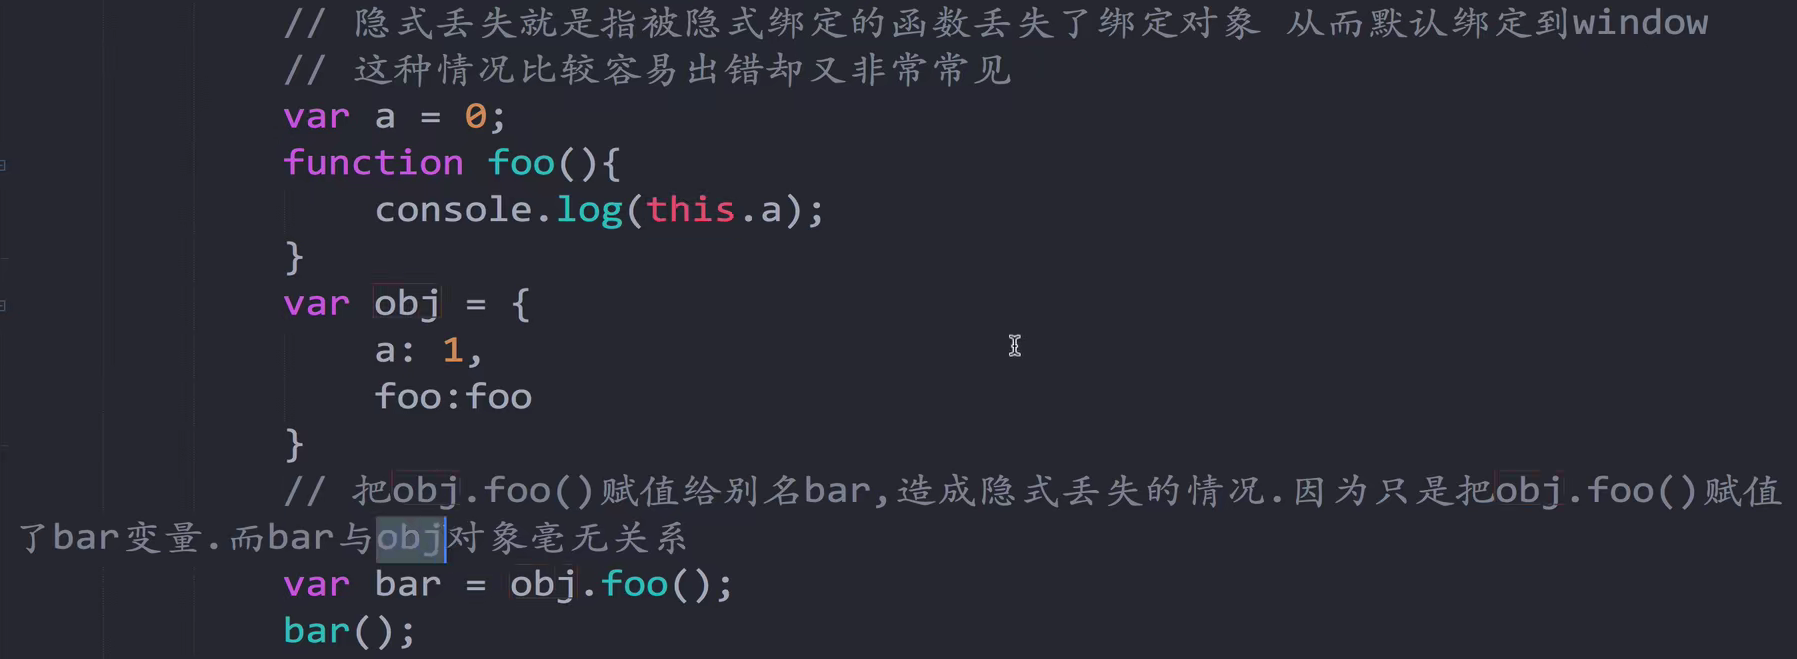 // 隐式丢失就是指被隐式绑定的函数丢失了绑定对象 从而默认绑定到window
// 这种情况比较容易出错却又非常常见
var a = 0;
function foo(){
console.log(this.a);
}
var obj = {
a: 1,
foo:foo
}
// 把obj.foo()赋值给别名bar,造成隐式丢失的情况.因为只是把obj.foo()赋值
了bar变量.而bar与obj对象毫无关系
var bar = obj.foo();
bar();